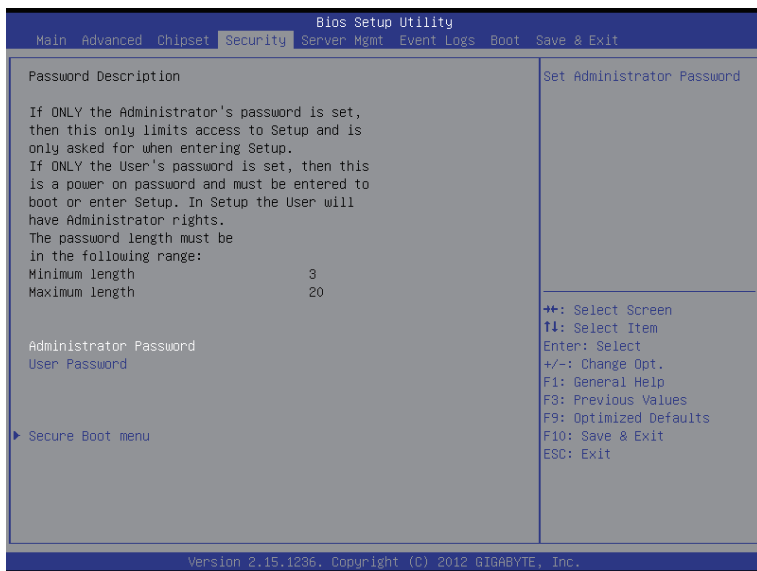 Bios Setup Utility
Main Advanced Chipset Security Server Mgmt Event Logs Boot Save & Exit
Password Description
If ONLY the Administrator's password is set,
then this only limits access to Setup and is
only asked for when entering Setup.
If ONLY the User's password is set, then this
is a power on password and must be entered to
boot or enter Setup. In Setup the User will
have Administrator rights.
The password length must be
in the following range:
Minimum length 3
Maximum length 20
Administrator Password
User Password
Secure Boot menu
Set Administrator Password
→←: Select Screen
↑↓: Select Item
Enter: Select
+/-: Change Opt.
F1: General Help
F3: Previous Values
F9: Optimized Defaults
F10: Save & Exit
ESC: Exit
Version 2.15.1236. Copyright (C) 2012 GIGABYTE, Inc.